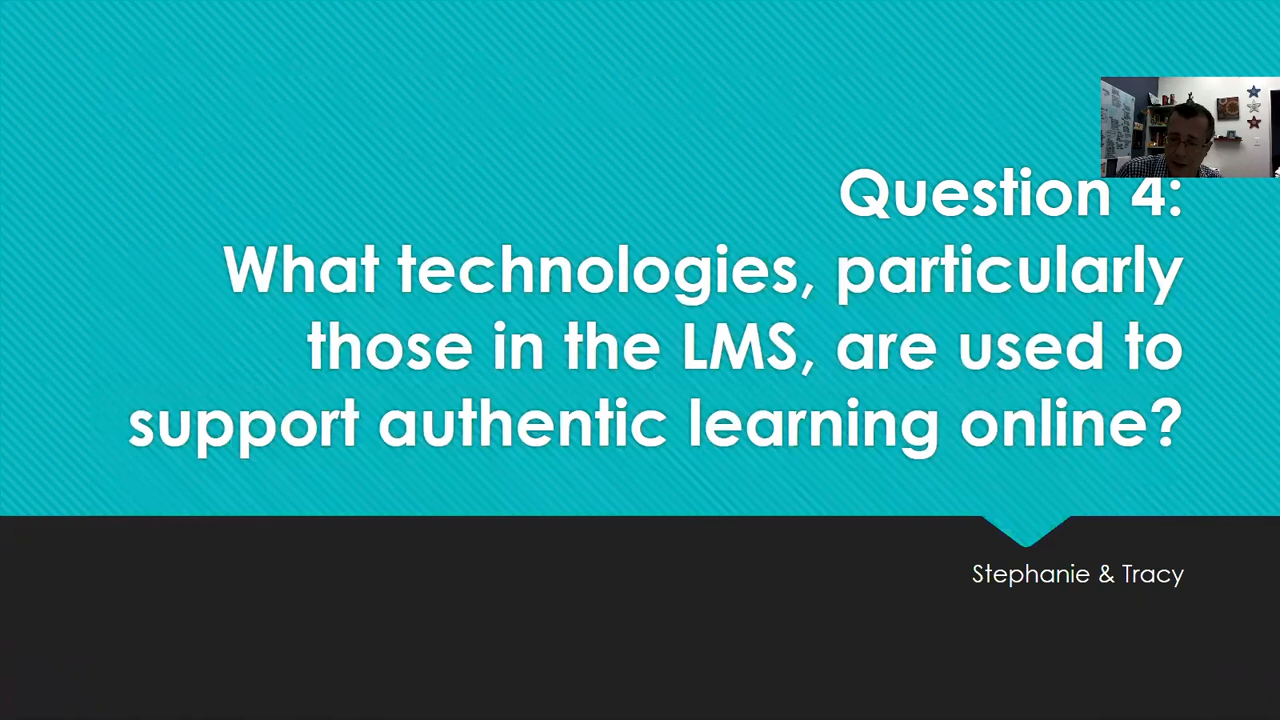 Question 4:
What technologies, particularly
those in the LMS, are used to
support authentic learning online?
Stephanie & Tracy